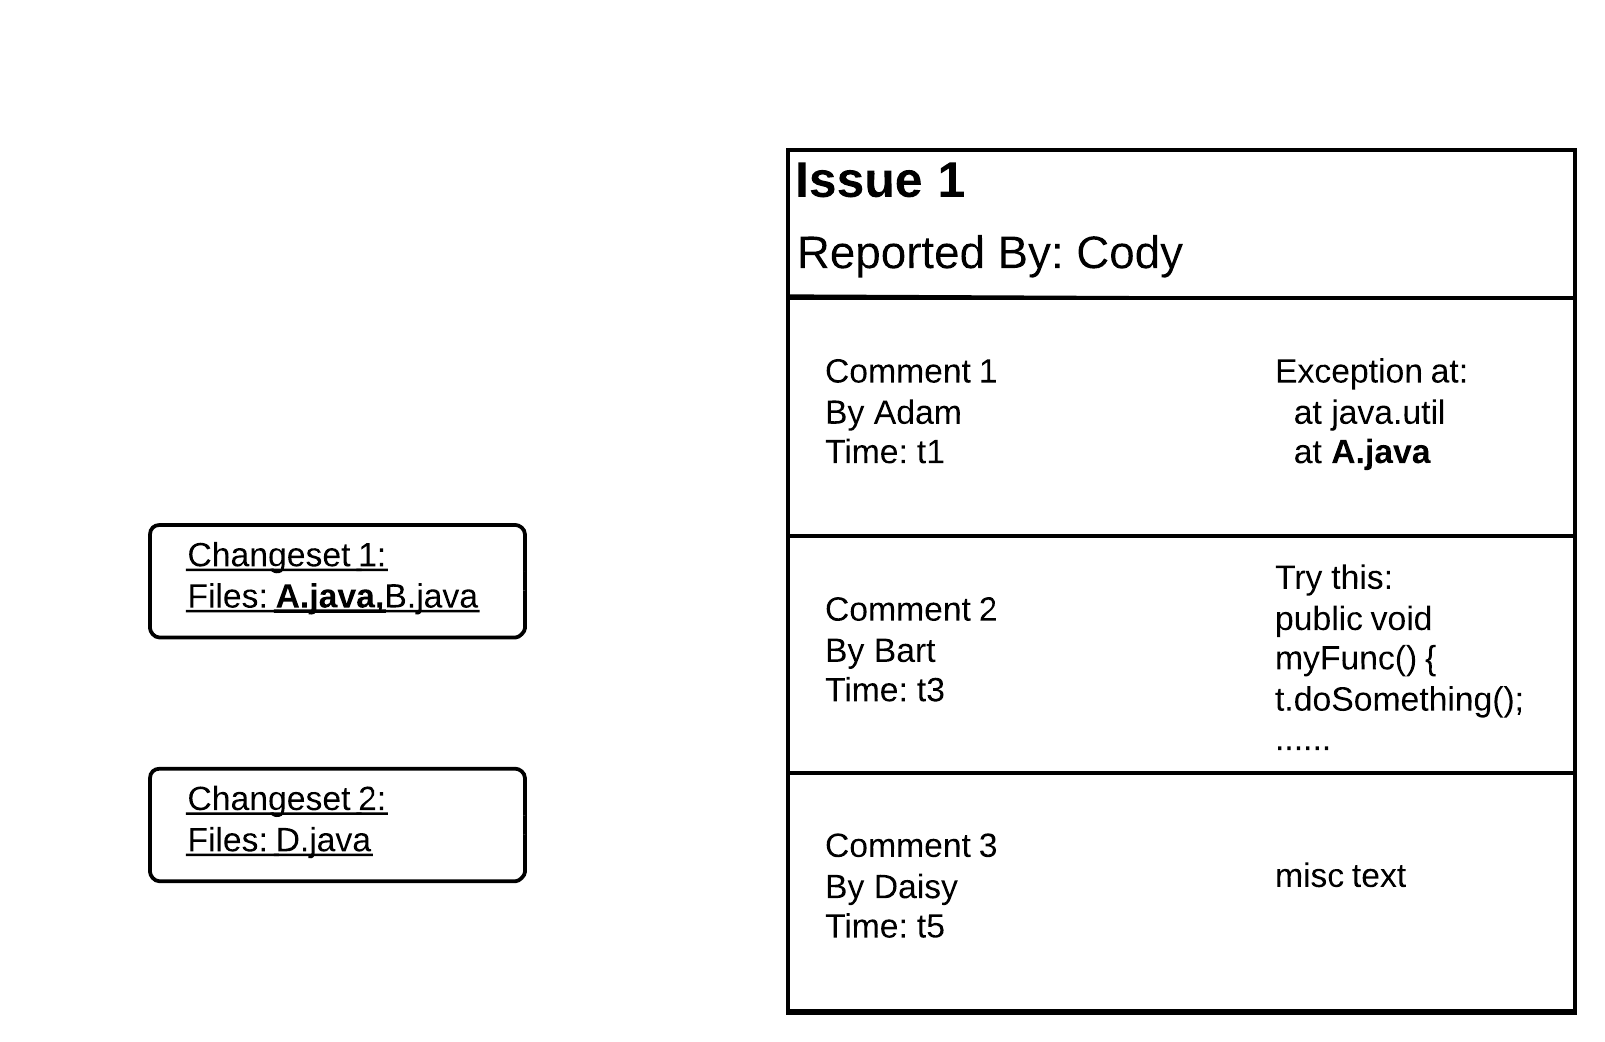 Issue 1
Reported By: Cody
Comment 1
By Adam
Time: t1
Exception at:
at java.util
at A.java
Changeset 1:
Files: A.java,B.java
Comment 2
By Bart
Time: t3
Try this:
public void
myFunc() {
t.doSomething();
......
Changeset 2:
Files: D.java
Comment 3
By Daisy
Time: t5
misc text